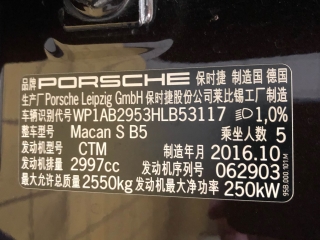 品牌 PORSCHE 保时捷 制造国 德国
生产厂 Porsche Leipzig GmbH 保时捷股份公司莱比锡工厂制造
车辆识别代号 WP1AB2953HLB53117 1,0%
整车型号 Macan S B5 乘坐人数 5
发动机型号 CTM 制造年月 2016.10
发动机排量 2997cc 发动机序列号 062903
最大允许总质量 2550kg 发动机最大净功率 250kW
95B.000.101.M